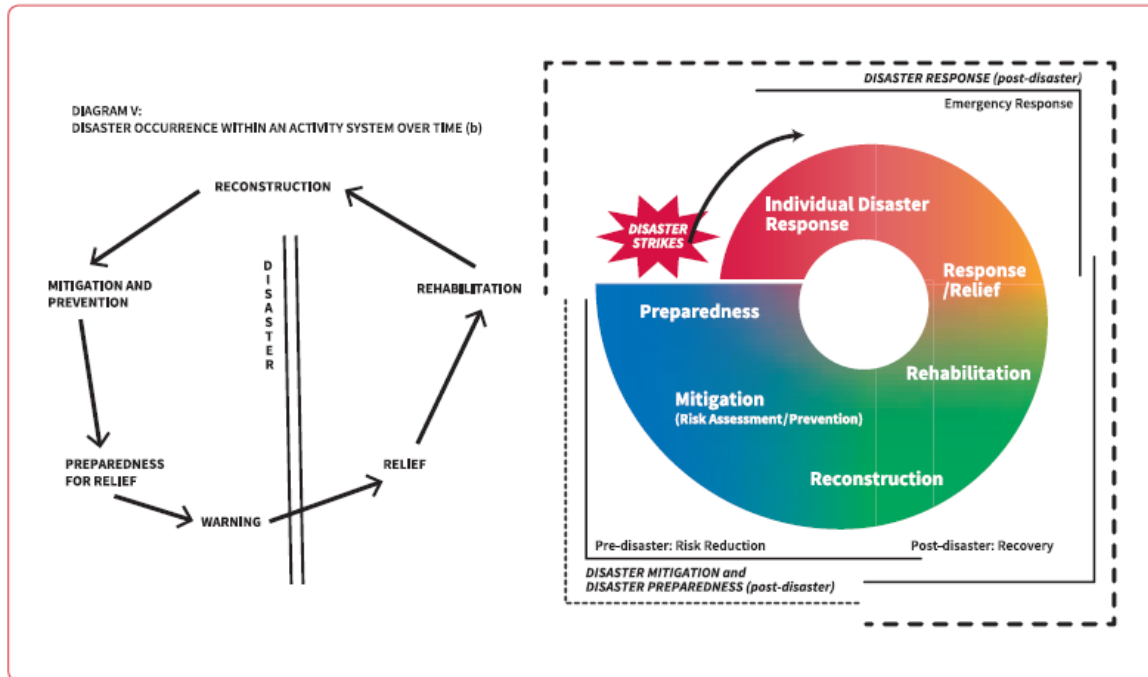 DIAGRAM V:
DISASTER OCCURRENCE WITHIN AN ACTIVITY SYSTEM OVER TIME (b)
RECONSTRUCTION
MITIGATION AND
PREVENTION
DISASTER
REHABILITATION
PREPAREDNESS
FOR RELIEF
RELIEF
WARNING
DISASTER RESPONSE (post-disaster)
Emergency Response
DISASTER
STRIKES
Individual Disaster
Response
Response
/Relief
Preparedness
Rehabilitation
Mitigation
(Risk Assessment/Prevention)
Reconstruction
Pre-disaster: Risk Reduction
Post-disaster: Recovery
DISASTER MITIGATION and
DISASTER PREPAREDNESS (post-disaster)